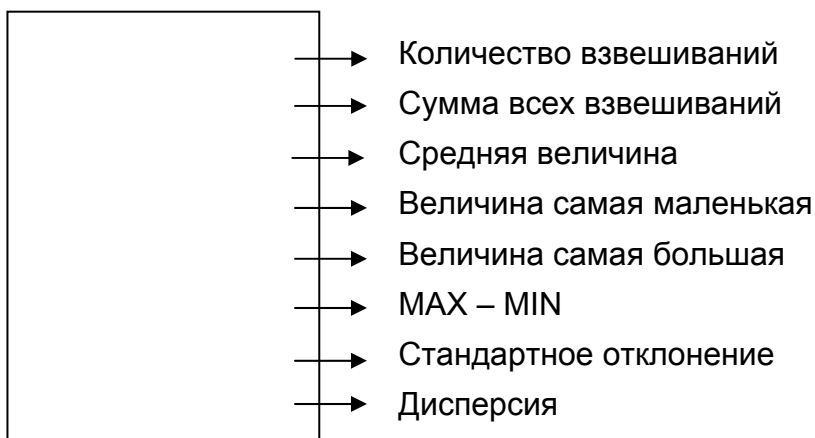 Количество взвешиваний
Сумма всех взвешиваний
Средняя величина
Величина самая маленькая
Величина самая большая
MAX – MIN
Стандартное отклонение
Дисперсия